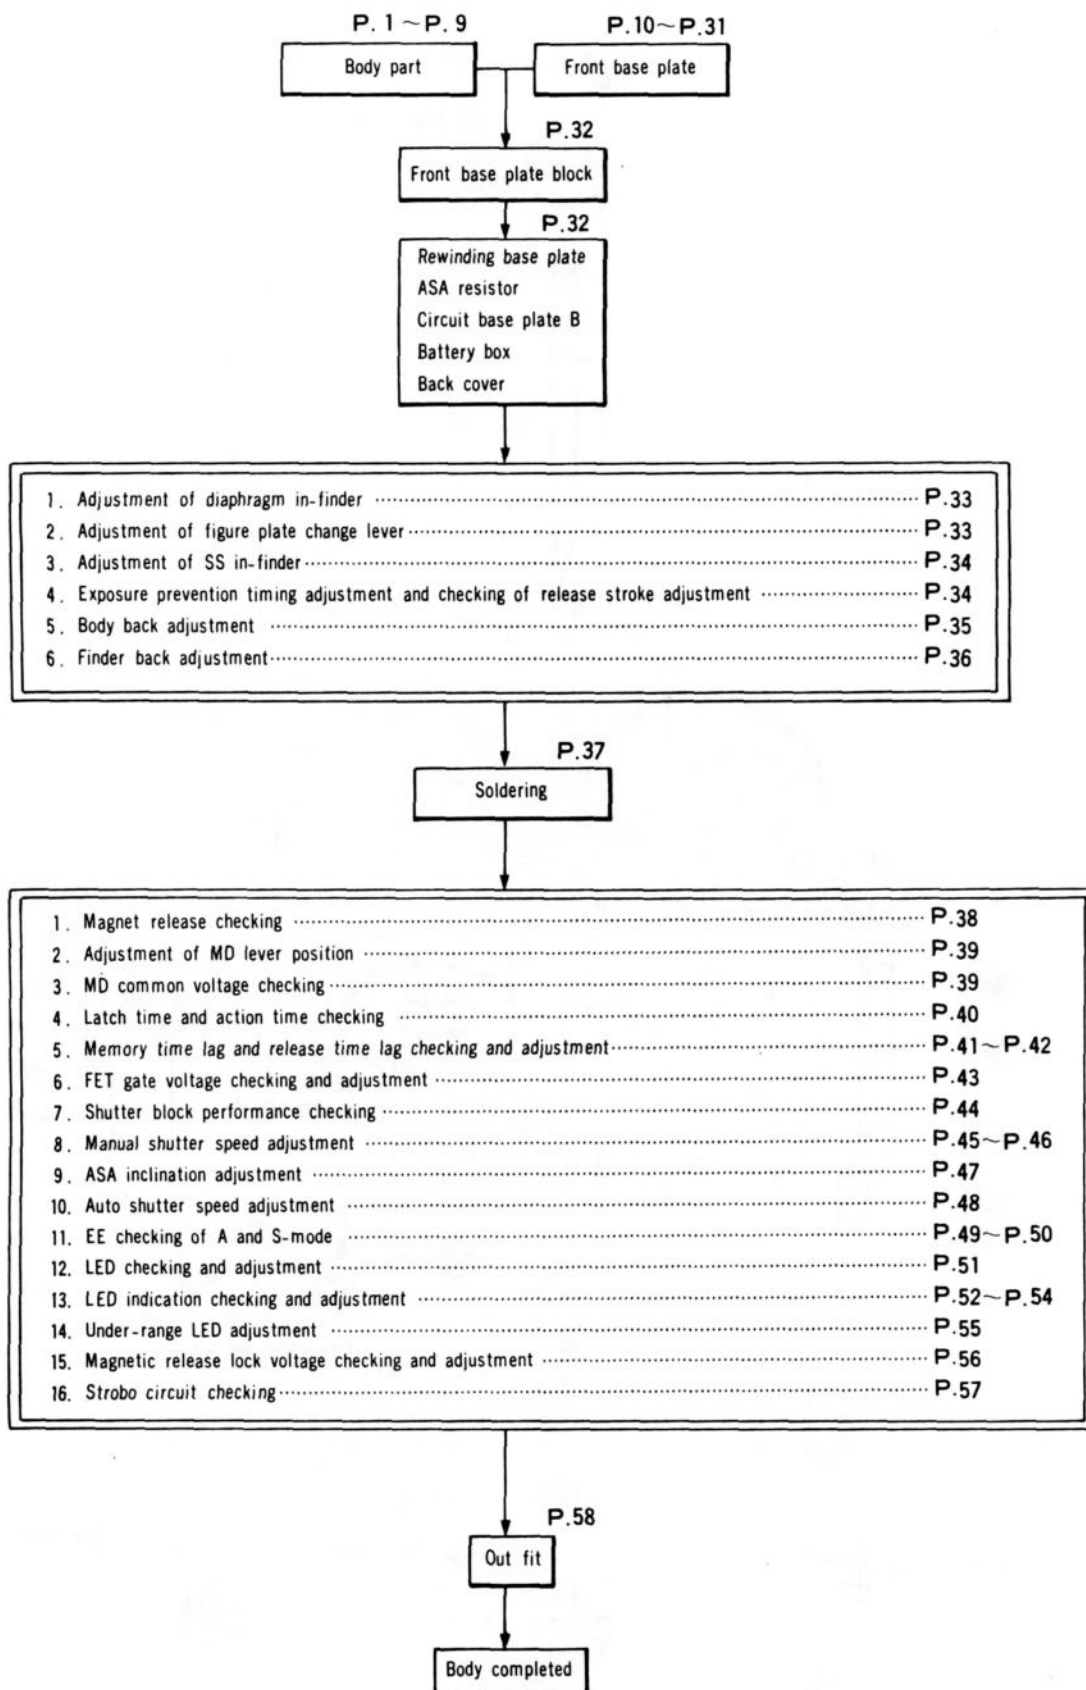 P. 1 ~ P. 9
P.10~P.31
Body part
Front base plate
P.32
Front base plate block
P.32
Rewinding base plate
ASA resistor
Circuit base plate B
Battery box
Back cover
1. Adjustment of diaphragm in-finder P.33
2. Adjustment of figure plate change lever P.33
3. Adjustment of SS in-finder P.34
4. Exposure prevention timing adjustment and checking of release stroke adjustment P.34
5. Body back adjustment P.35
6. Finder back adjustment P.36
P.37
Soldering
1. Magnet release checking P.38
2. Adjustment of MD lever position P.39
3. MD common voltage checking P.39
4. Latch time and action time checking P.40
5. Memory time lag and release time lag checking and adjustment P.41~P.42
6. FET gate voltage checking and adjustment P.43
7. Shutter block performance checking P.44
8. Manual shutter speed adjustment P.45~P.46
9. ASA inclination adjustment P.47
10. Auto shutter speed adjustment P.48
11. EE checking of A and S-mode P.49~P.50
12. LED checking and adjustment P.51
13. LED indication checking and adjustment P.52~P.54
14. Under-range LED adjustment P.55
15. Magnetic release lock voltage checking and adjustment P.56
16. Strobo circuit checking P.57
P.58
Out fit
Body completed